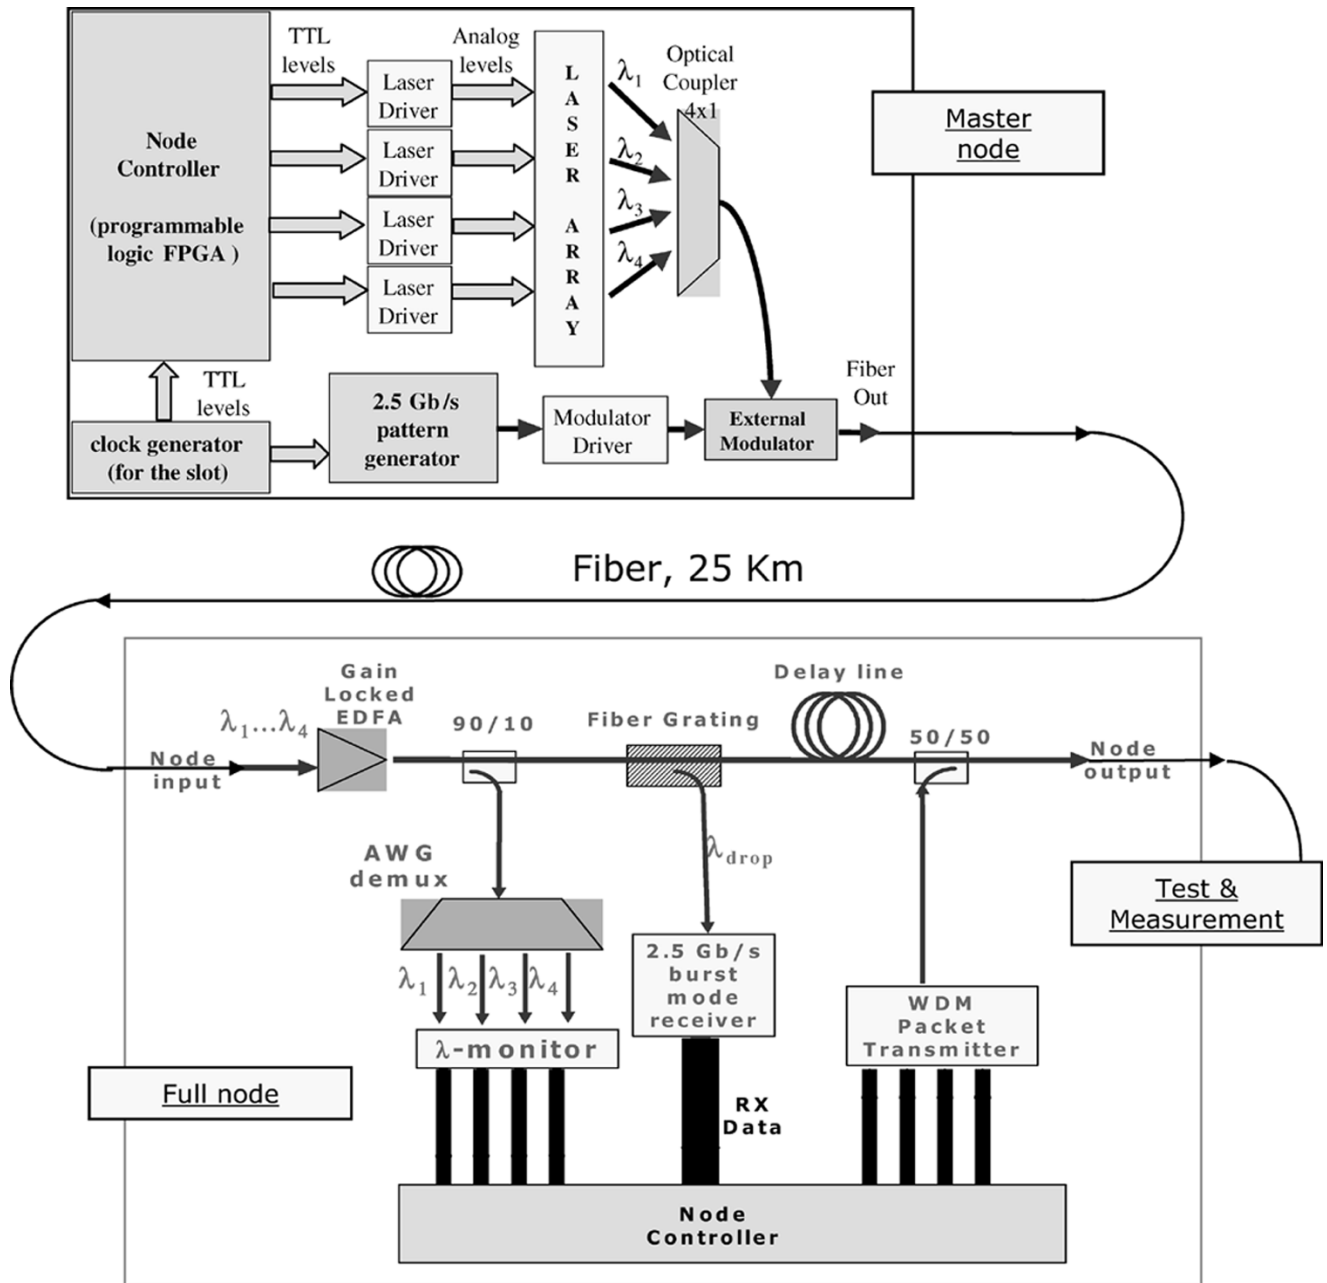 TTL
levels
Analog
levels
Optical
Coupler
4x1
Node
Controller
(programmable
logic FPGA )
Laser
Driver
Laser
Driver
Laser
Driver
Laser
Driver
L
A
S
E
R
A
R
R
A
Y
λ1
λ2
λ3
λ4
Master
node
TTL
levels
clock generator
(for the slot)
2.5 Gb/s
pattern
generator
Modulator
Driver
External
Modulator
Fiber
Out
Fiber, 25 Km
Gain
Locked
EDFA
λ1...λ4
Node
input
90/10
Fiber Grating
Delay line
50/50
Node
output
AWG
demux
λdrop
Test &
Measurement
λ1
λ2
λ3
λ4
λ-monitor
2.5 Gb/s
burst
mode
receiver
WDM
Packet
Transmitter
Full node
RX
Data
Node
Controller